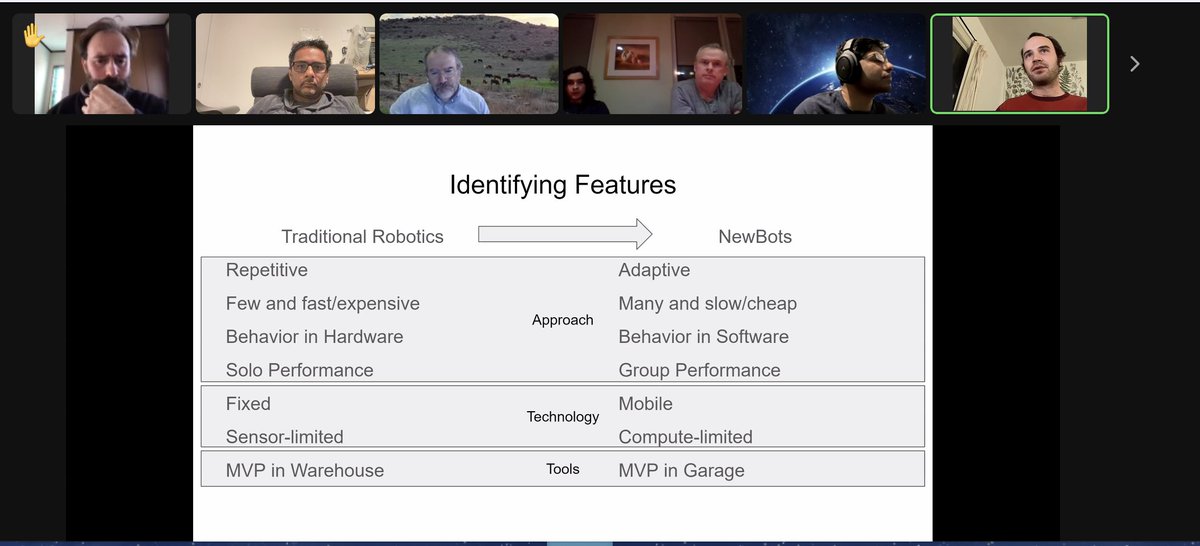 Identifying Features
Traditional Robotics
NewBots
Repetitive
Adaptive
Few and fast/expensive
Many and slow/cheap
Approach
Behavior in Hardware
Behavior in Software
Solo Performance
Group Performance
Fixed
Mobile
Technology
Sensor-limited
Compute-limited
MVP in Warehouse
Tools
MVP in Garage